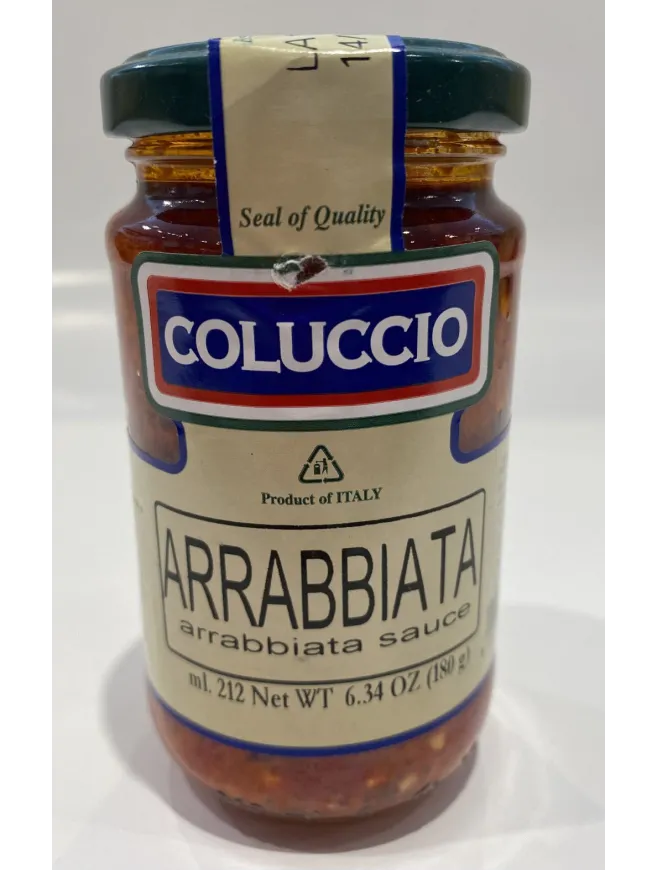 Seal of Quality
COLUCCIO
Product of ITALY
ARRABBIATA
arrabbiata sauce
ml. 212 Net WT 6.34 OZ (180 g)